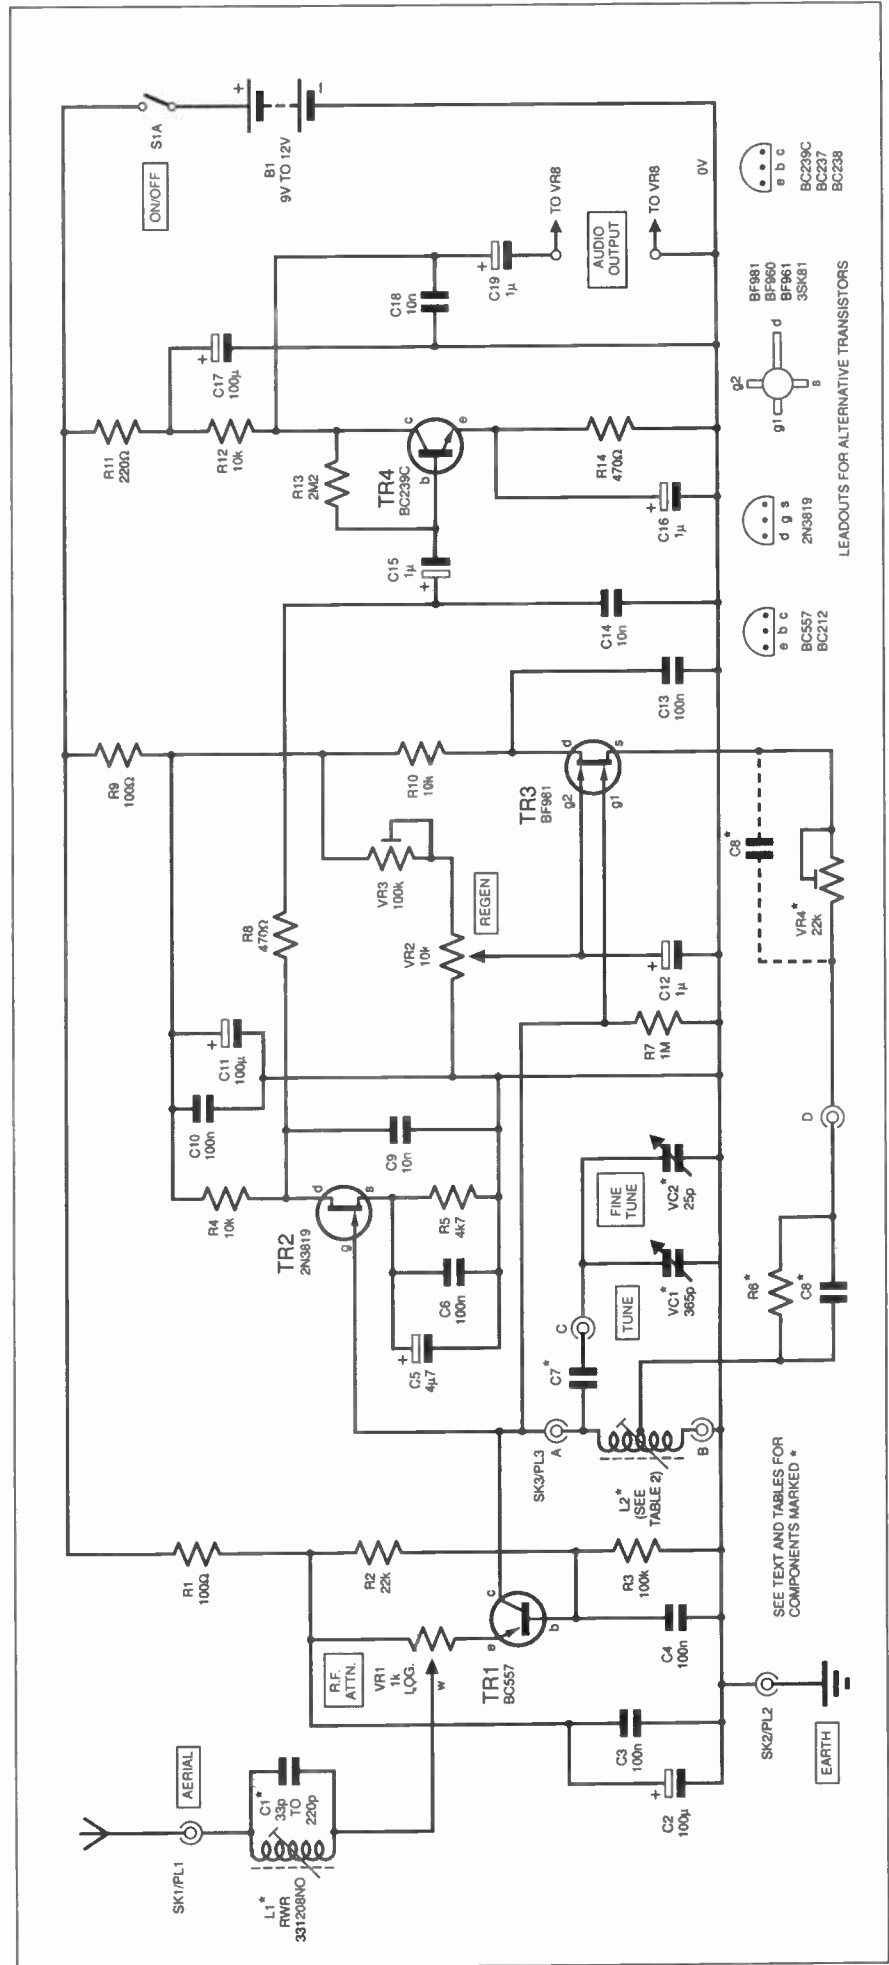 SK1/PL1
AERIAL
L1*
RWR
331208NO
C1*
33p
TO
220p
R.F.
ATTN.
VR1
1k
LOG.
w
C2
100µ
+
C3
100n
SK2/PL2
EARTH
R1
100Ω
R2
22k
R3
100k
C4
100n
TR1
BC557
e
b
c
SEE TEXT AND TABLES FOR
COMPONENTS MARKED *
SK3/PL3
A
B
L2*
(SEE
TABLE 2)
C7*
C
TUNE
FINE
TUNE
VC1*
365p
VC2*
25p
R6*
C8*
D
TR2
2N3819
g
d
s
R4
10k
C5
4µ7
+
C6
100n
R5
4k7
C9
10n
C10
100n
C11
100µ
+
R8
470Ω
R7
1M
C12
1µ
+
VR2
10k
REGEN
VR3
100k
R9
100Ω
R10
10k
TR3
BF981
g2
g1
d
s
C8*
VR4*
22k
C13
100n
C14
10n
C15
1µ
+
TR4
BC239C
b
c
e
R11
220Ω
R12
10k
R13
2M2
R14
470Ω
C16
1µ
+
C17
100µ
+
C18
10n
C19
1µ
+
TO VR8
AUDIO
OUTPUT
TO VR8
ON/OFF
S1A
B1
9V TO 12V
+
−
0V
e b c
BC557
BC212
d g s
2N3819
g2
g1
d
s
BF981
BF960
BF961
3SK81
e b c
BC239C
BC237
BC238
LEADOUTS FOR ALTERNATIVE TRANSISTORS